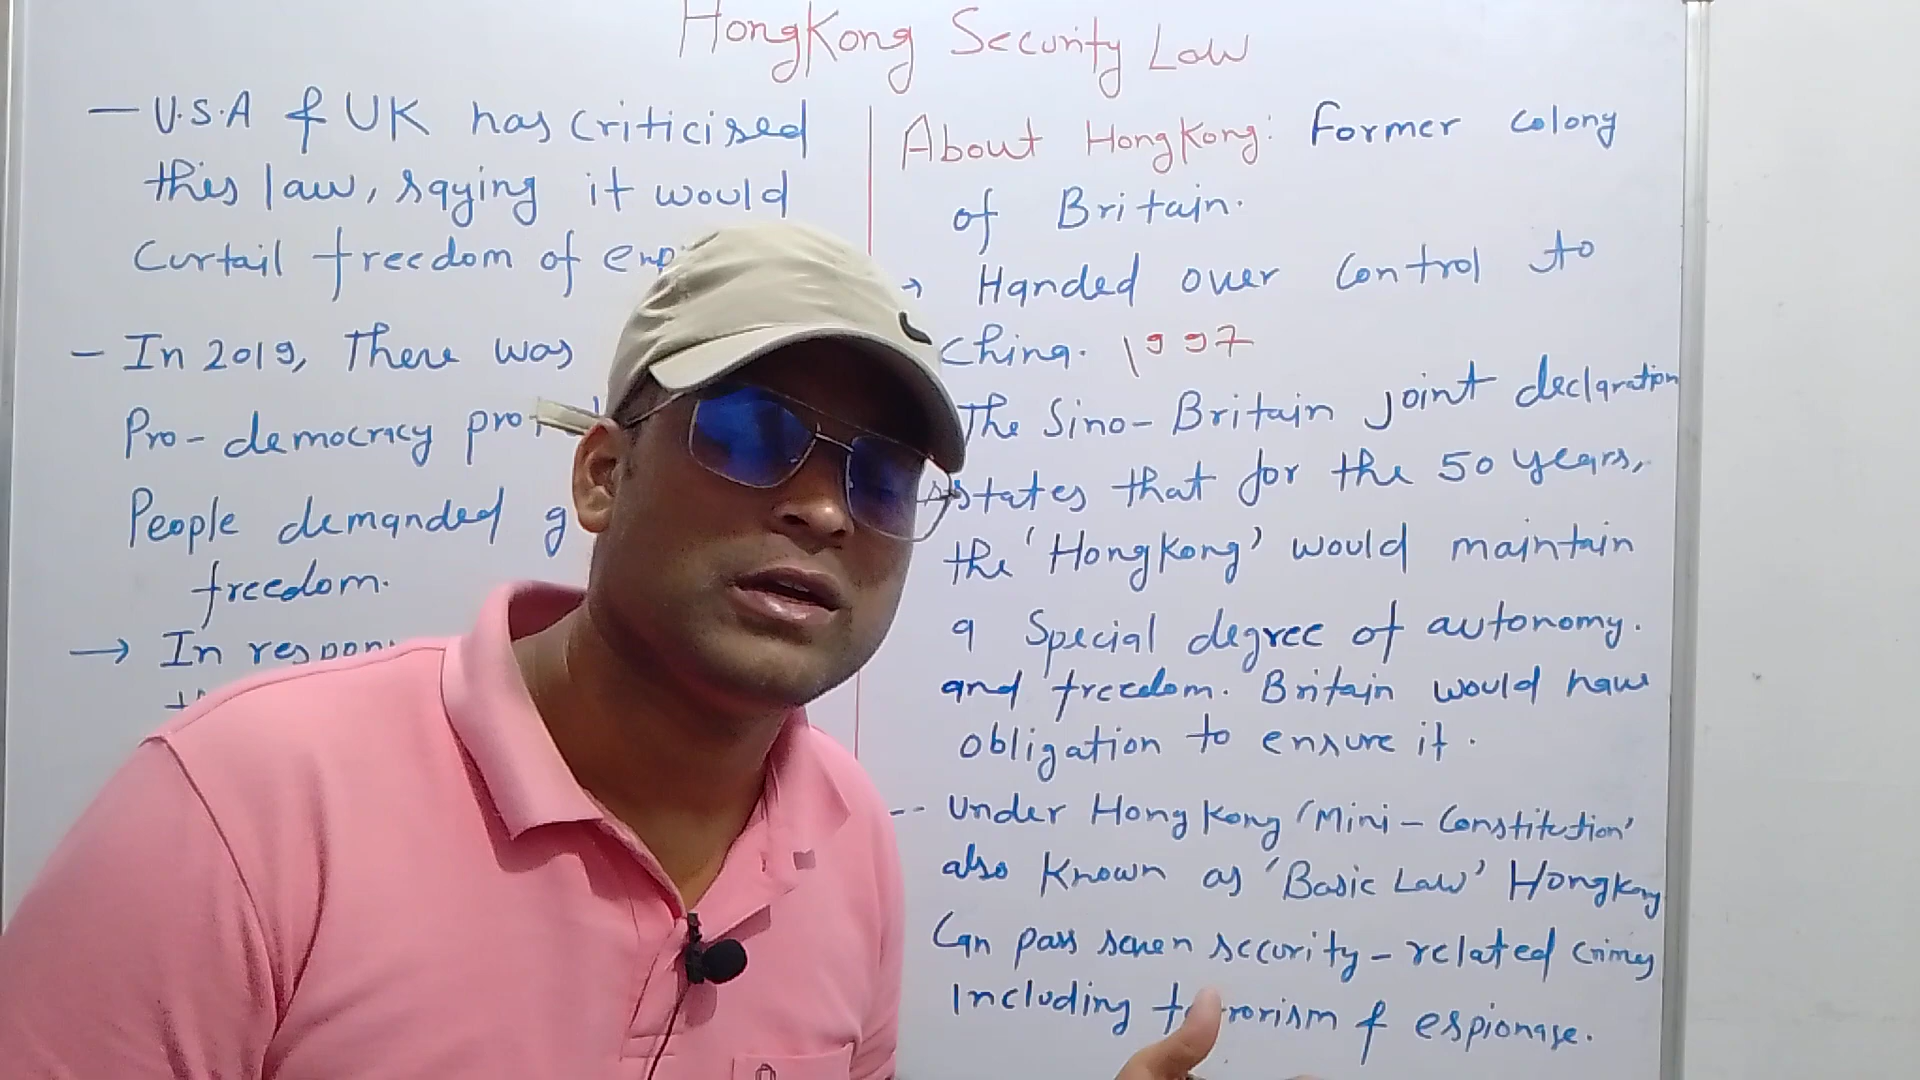 HongKong Security Law
— U.S.A & UK has criticised
this law, saying it would
Curtail freedom of
– In 2019, There was
Pro-democracy
People demanded
freedom.
→ In
About HongKong: Former colony
of Britain.
→ Handed over control to
China. 1997
The Sino-Britain joint declaration
states that for the 50 years,
the 'HongKong' would maintain
a Special degree of autonomy.
and freedom. Britain would have
obligation to ensure it.
-- Under Hong Kong 'Mini-Constitution'
also Known as 'Basic Law' HongKong
Can pass seven security-related crimes
Including terrorism & espionage.